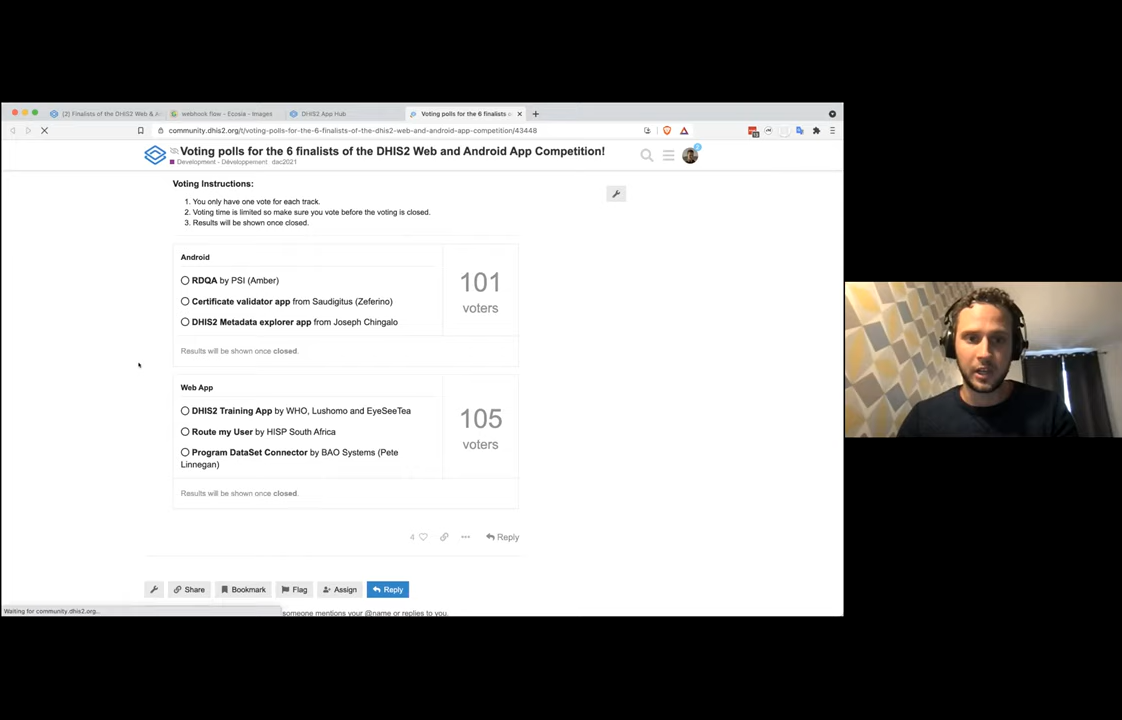 [2] Finalists of the DHIS2 Web & A
webhook flow - Ecosia - Images
DHIS2 App Hub
Voting polls for the 6 finalists o
community.dhis2.org/t/voting-polls-for-the-6-finalists-of-the-dhis2-web-and-android-app-competition/43448
Voting polls for the 6 finalists of the DHIS2 Web and Android App Competition!
Development - Développement dac2021
Voting Instructions:
1. You only have one vote for each track.
2. Voting time is limited so make sure you vote before the voting is closed.
3. Results will be shown once closed.
Android
RDQA by PSI (Amber)
Certificate validator app from Saudigitus (Zeferino)
DHIS2 Metadata explorer app from Joseph Chingalo
101
voters
Results will be shown once closed.
Web App
DHIS2 Training App by WHO, Lushomo and EyeSeeTea
Route my User by HISP South Africa
Program DataSet Connector by BAO Systems (Pete
Linnegan)
105
voters
Results will be shown once closed.
4
Reply
Share Bookmark Flag Assign Reply
Waiting for community.dhis2.org...
someone mentions your @name or replies to you.